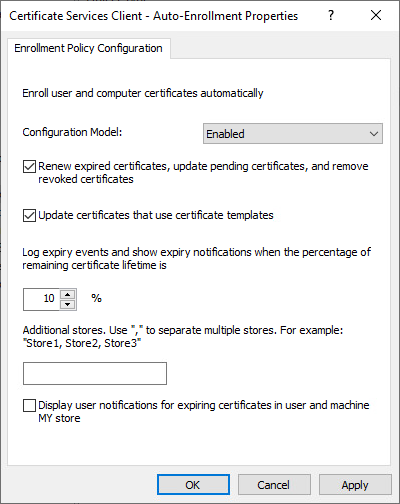 Certificate Services Client - Auto-Enrollment Properties
Enrollment Policy Configuration
Enroll user and computer certificates automatically
Configuration Model: Enabled
Renew expired certificates, update pending certificates, and remove
revoked certificates
Update certificates that use certificate templates
Log expiry events and show expiry notifications when the percentage of
remaining certificate lifetime is
10 %
Additional stores. Use "," to separate multiple stores. For example:
"Store1, Store2, Store3"
Display user notifications for expiring certificates in user and machine
MY store
OK Cancel Apply